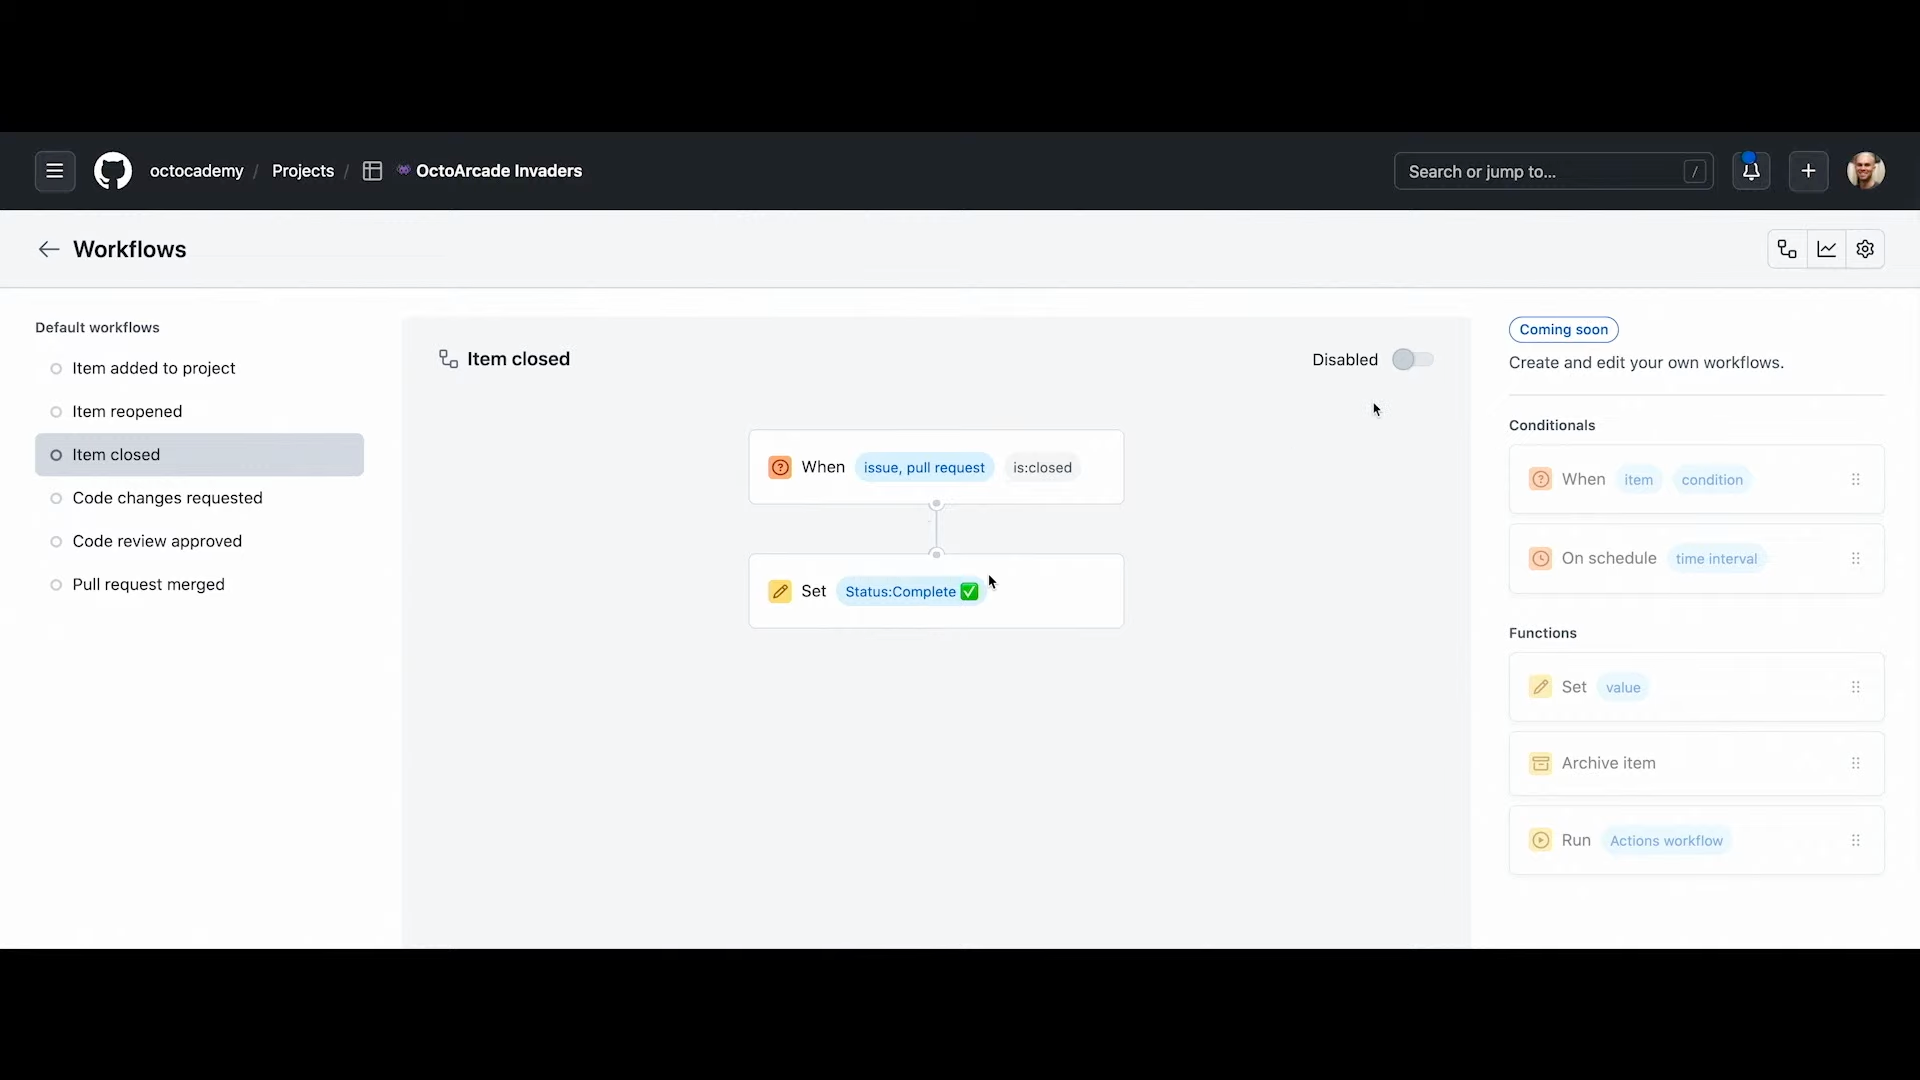 octocademy / Projects / OctoArcade Invaders
Search or jump to... /
Workflows
Default workflows
Item added to project
Item reopened
Item closed
Code changes requested
Code review approved
Pull request merged
Item closed
Disabled
When issue, pull request is:closed
Set Status:Complete ✅
Coming soon
Create and edit your own workflows.
Conditionals
When item condition
On schedule time interval
Functions
Set value
Archive item
Run Actions workflow